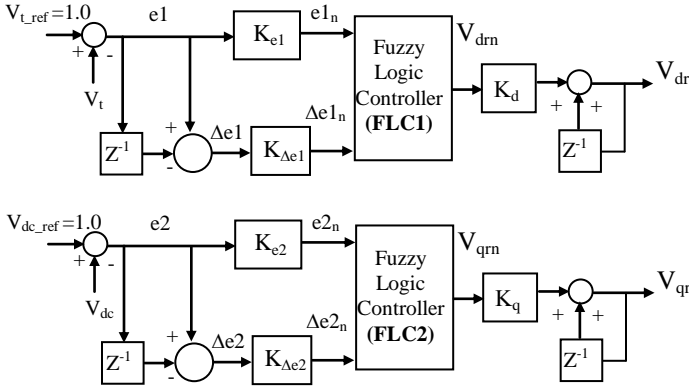 V_t_ref=1.0
e1
K_e1
e1_n
+
-
V_t
Fuzzy
Logic
Controller
(FLC1)
V_drn
K_d
V_dr
+
+
+
Δe1
Δe1_n
Z^-1
-
K_Δe1
Z^-1
V_dc_ref=1.0
e2
K_e2
e2_n
+
-
V_dc
Fuzzy
Logic
Controller
(FLC2)
V_qrn
K_q
V_qr
+
+
+
Δe2
Δe2_n
Z^-1
-
K_Δe2
Z^-1